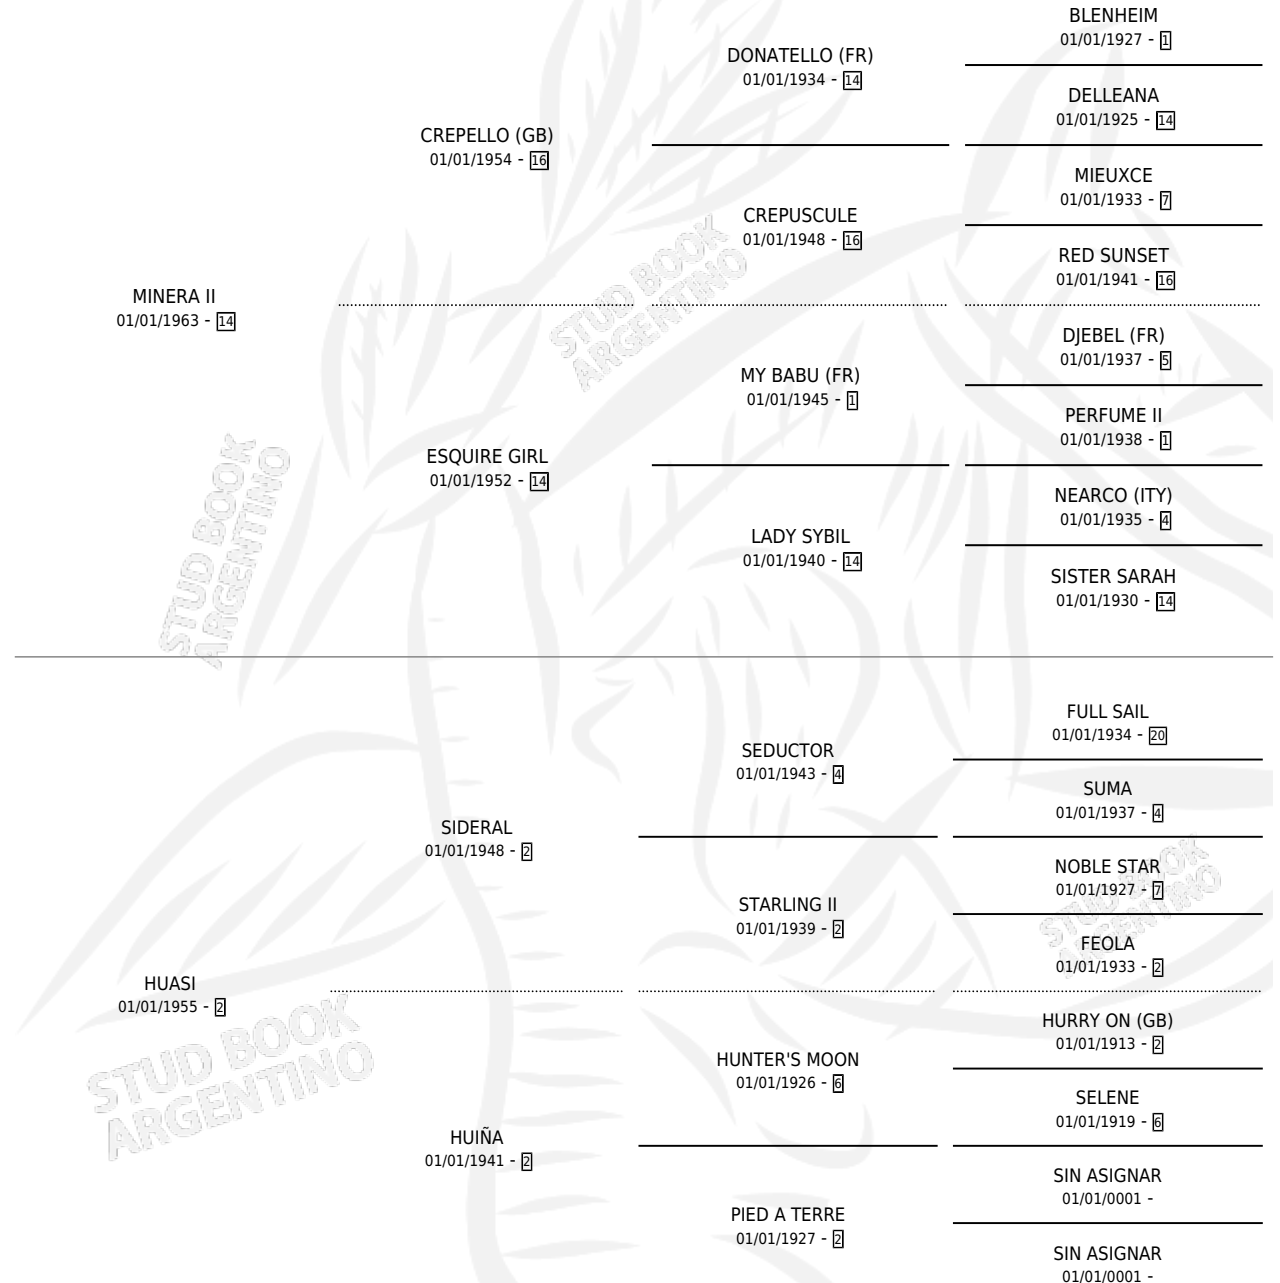 BLENHEIM
01/01/1927 - 1
DONATELLO (FR)
01/01/1934 - 14
DELLEANA
01/01/1925 - 14
CREPELLO (GB)
01/01/1954 - 16
MIEUXCE
01/01/1933 - 7
CREPUSCULE
01/01/1948 - 16
RED SUNSET
01/01/1941 - 16
MINERA II
01/01/1963 - 14
DJEBEL (FR)
01/01/1937 - 5
MY BABU (FR)
01/01/1945 - 1
PERFUME II
01/01/1938 - 1
ESQUIRE GIRL
01/01/1952 - 14
NEARCO (ITY)
01/01/1935 - 4
LADY SYBIL
01/01/1940 - 14
SISTER SARAH
01/01/1930 - 14
FULL SAIL
01/01/1934 - 20
SEDUCTOR
01/01/1943 - 4
SUMA
01/01/1937 - 4
SIDERAL
01/01/1948 - 2
NOBLE STAR
01/01/1927 - 7
STARLING II
01/01/1939 - 2
FEOLA
01/01/1933 - 2
HUASI
01/01/1955 - 2
HURRY ON (GB)
01/01/1913 - 2
HUNTER'S MOON
01/01/1926 - 6
SELENE
01/01/1919 - 6
HUIÑA
01/01/1941 - 2
SIN ASIGNAR
01/01/0001 -
PIED A TERRE
01/01/1927 - 2
SIN ASIGNAR
01/01/0001 -
STUD BOOK
ARGENTINO
STUD BOOK
ARGENTINO
STUD BOOK
ARGENTINO
STUD BOOK
ARGENTINO